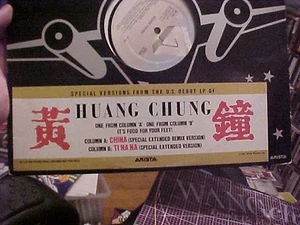 SPECIAL VERSIONS FROM THE U.S. DEBUT LP OF
HUANG CHUNG
黃
鐘
ONE FROM COLUMN 'A' - ONE FROM COLUMN 'B'
(IT'S FOOD FOR YOUR FEET!)
COLUMN A: CHINA (SPECIAL EXTENDED REMIX VERSION)
COLUMN B: TI NA NA (SPECIAL EXTENDED VERSION)
ARISTA
ARISTA